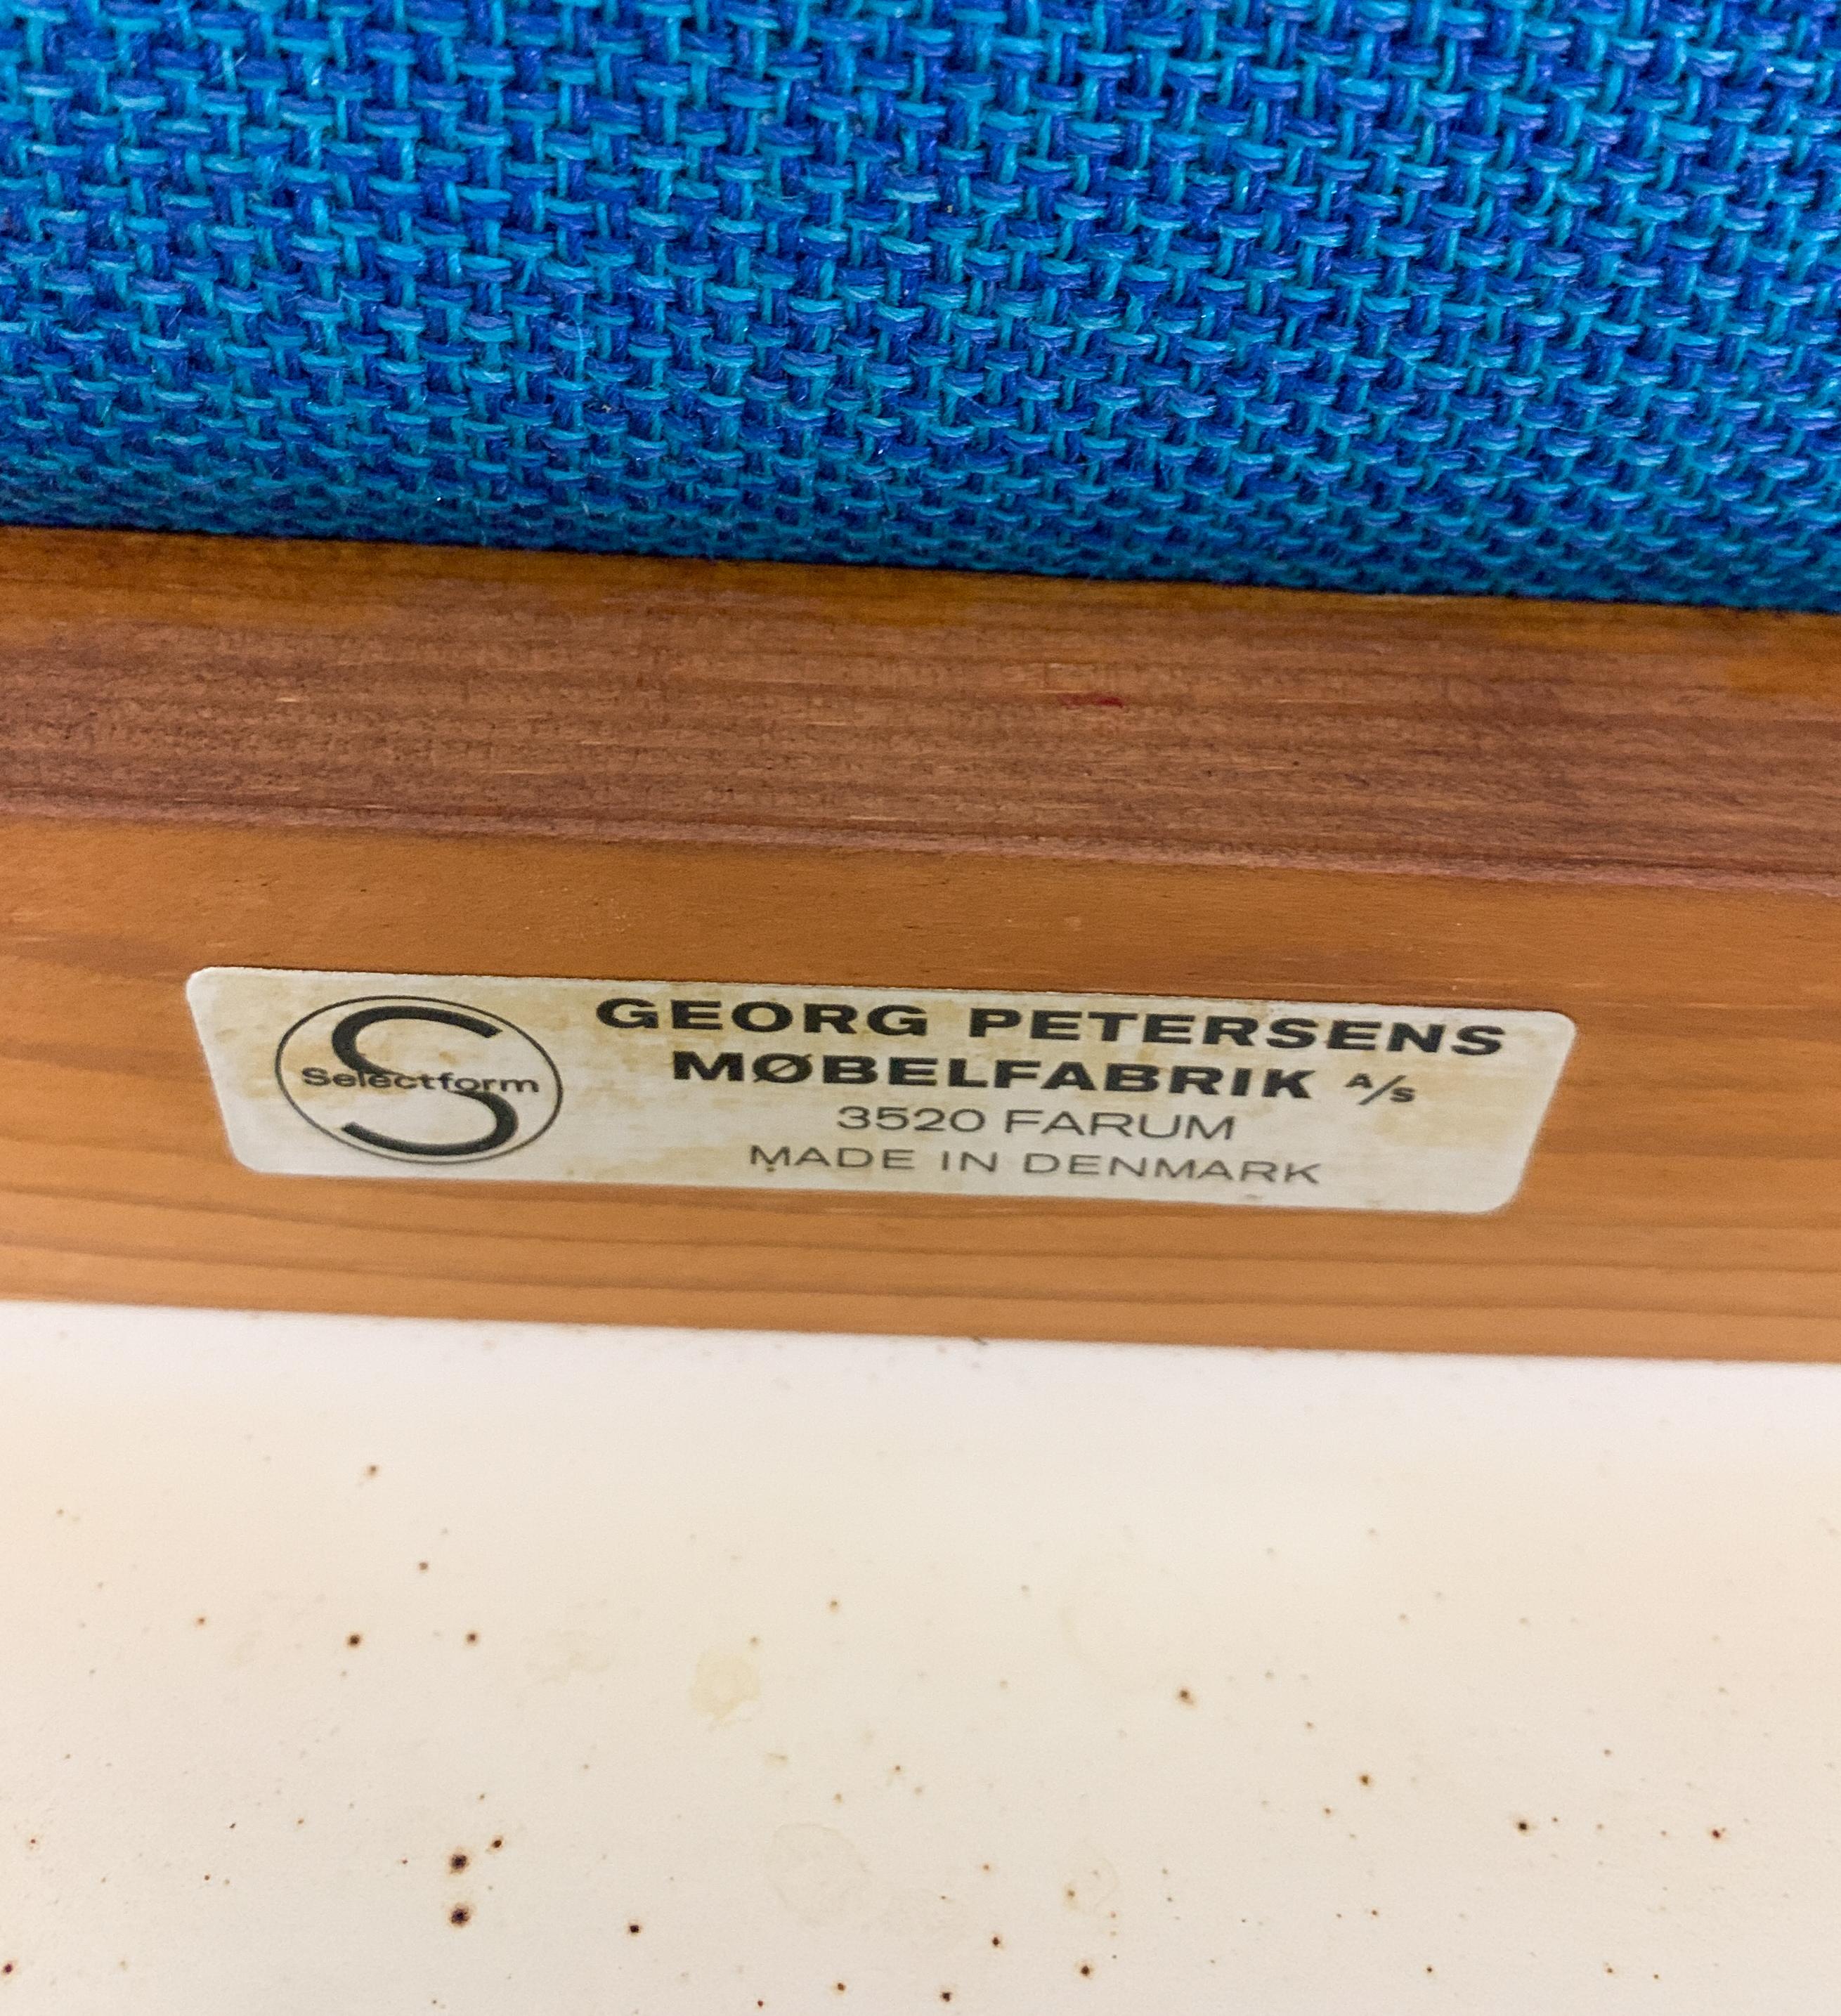 Selectform
GEORG PETERSENS
MØBELFABRIK A/S
3520 FARUM
MADE IN DENMARK